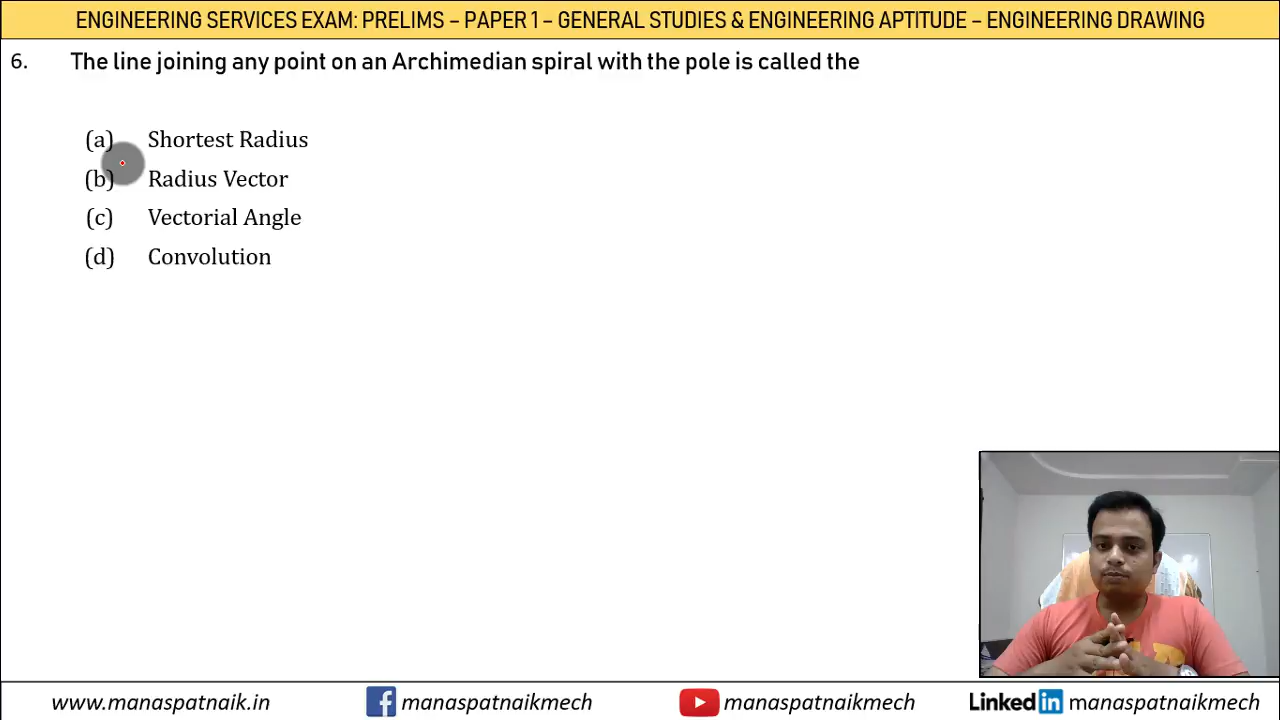 ENGINEERING SERVICES EXAM: PRELIMS – PAPER 1 – GENERAL STUDIES & ENGINEERING APTITUDE – ENGINEERING DRAWING
6. The line joining any point on an Archimedian spiral with the pole is called the
(a) Shortest Radius
(b) Radius Vector
(c) Vectorial Angle
(d) Convolution
www.manaspatnaik.in f manaspatnaikmech manaspatnaikmech Linked in manaspatnaikmech